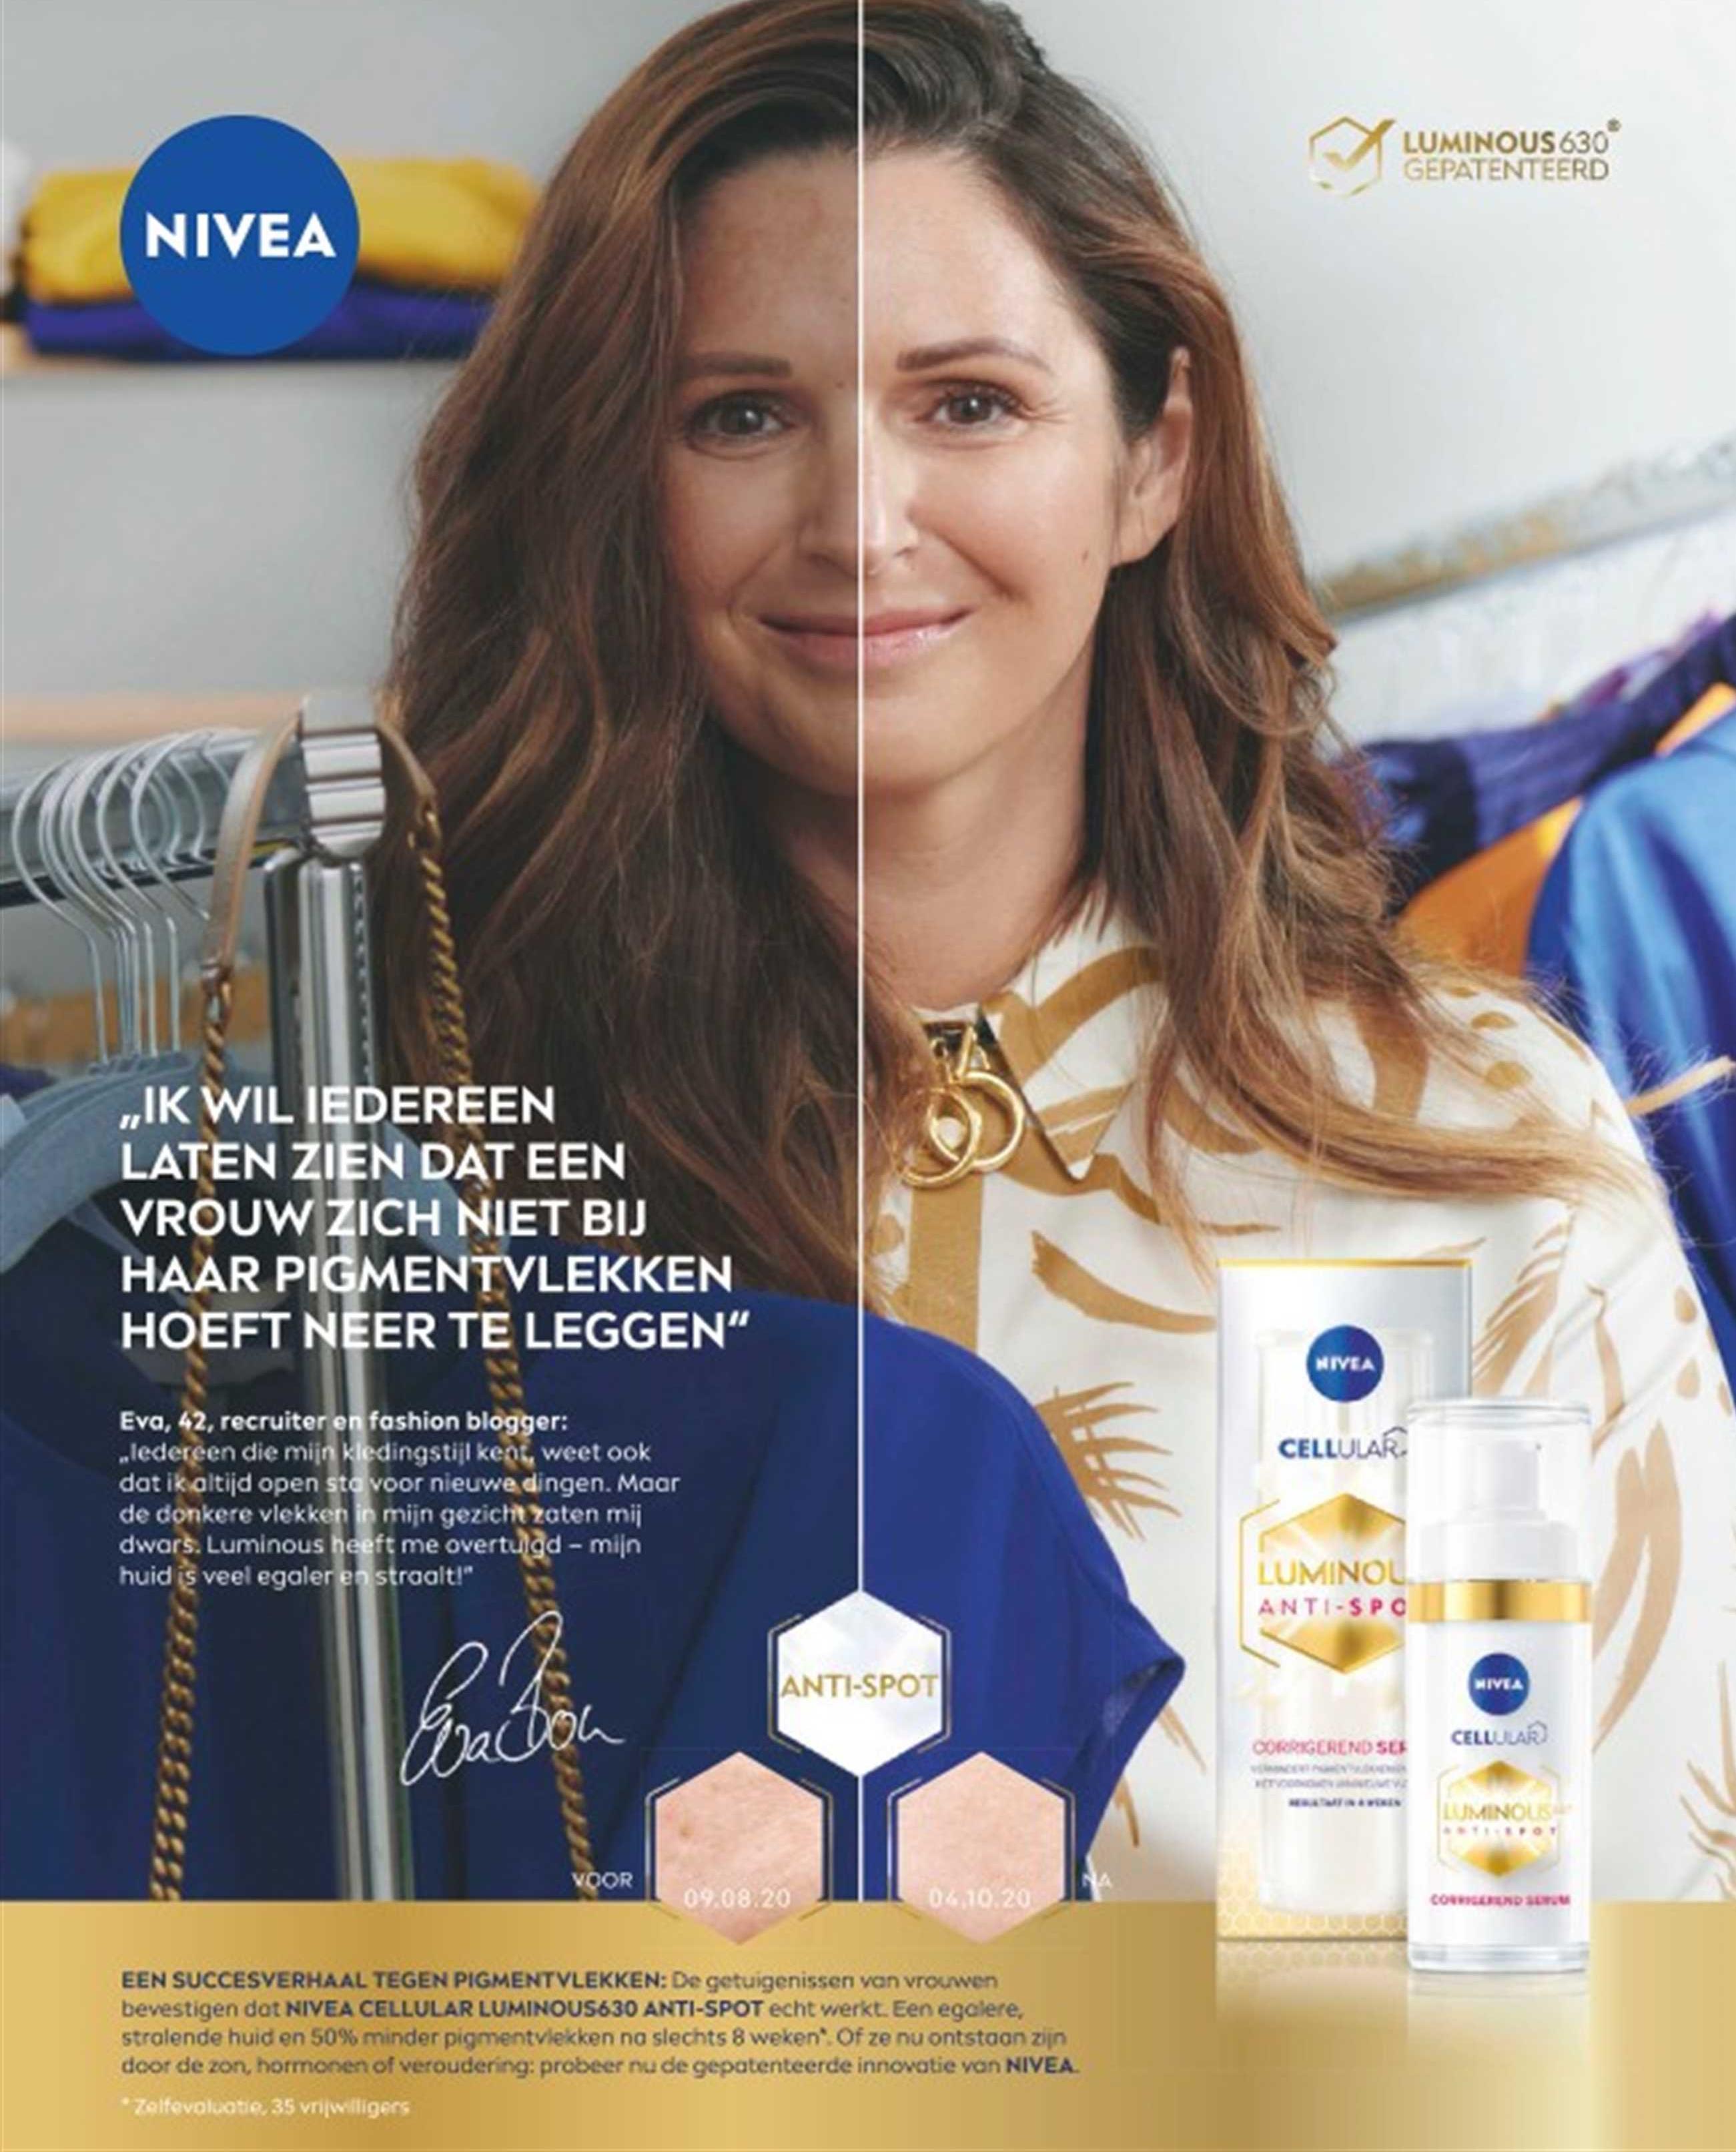 NIVEA
LUMINOUS630®
GEPATENTEERD
„IK WIL IEDEREEN
LATEN ZIEN DAT EEN
VROUW ZICH NIET BIJ
HAAR PIGMENTVLEKKEN
HOEFT NEER TE LEGGEN“
Eva, 42, recruiter en fashion blogger:
„Iedereen die mijn kledingstijl kent, weet ook
dat ik altijd open sta voor nieuwe dingen. Maar
de donkere vlekken in mijn gezicht zaten mij
dwars. Luminous heeft me overtuigd – mijn
huid is veel egaler en straalt!“
ANTI-SPOT
VOOR
09.08.20
04.10.20
NA
NIVEA
CELLULAR
LUMINOU
ANTI-SPO
CORRIGEREND SER
RESULTAAT IN 4 WEKEN
NIVEA
CELLULAR
LUMINOUS
ANTI-SPOT
CORRIGEREND SERUM
EEN SUCCESVERHAAL TEGEN PIGMENTVLEKKEN: De getuigenissen van vrouwen
bevestigen dat NIVEA CELLULAR LUMINOUS630 ANTI-SPOT echt werkt. Een egalere,
stralende huid en 50% minder pigmentvlekken na slechts 8 weken*. Of ze nu ontstaan zijn
door de zon, hormonen of veroudering: probeer nu de gepatenteerde innovatie van NIVEA.
* Zelfevaluatie, 35 vrijwilligers